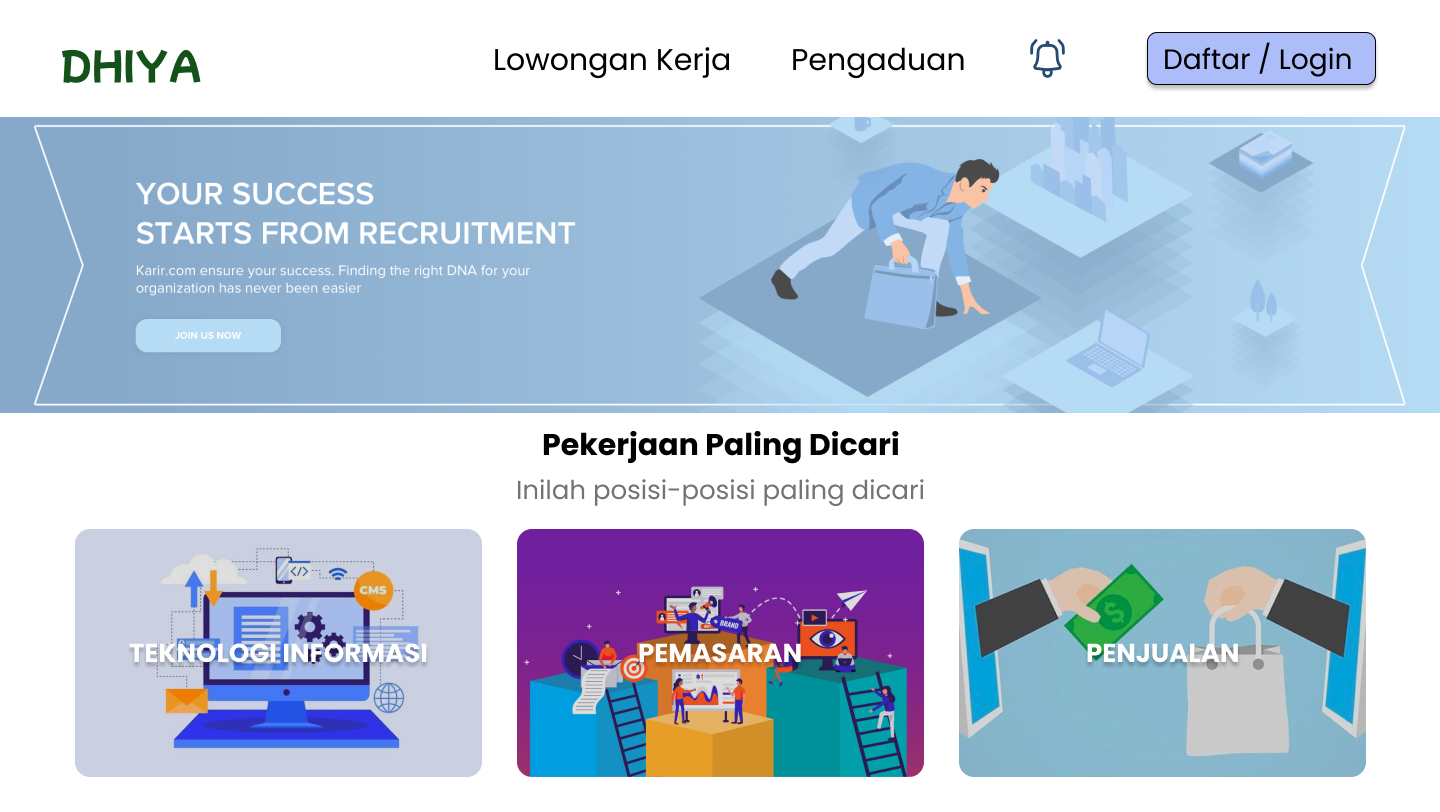 DHIYA
Lowongan Kerja
Pengaduan
Daftar / Login
YOUR SUCCESS
STARTS FROM RECRUITMENT
Karir.com ensure your success. Finding the right DNA for your
organization has never been easier
JOIN US NOW
Pekerjaan Paling Dicari
Inilah posisi-posisi paling dicari
</>
CMS
TEKNOLOGI INFORMASI
BRAND
PEMASARAN
PENJUALAN